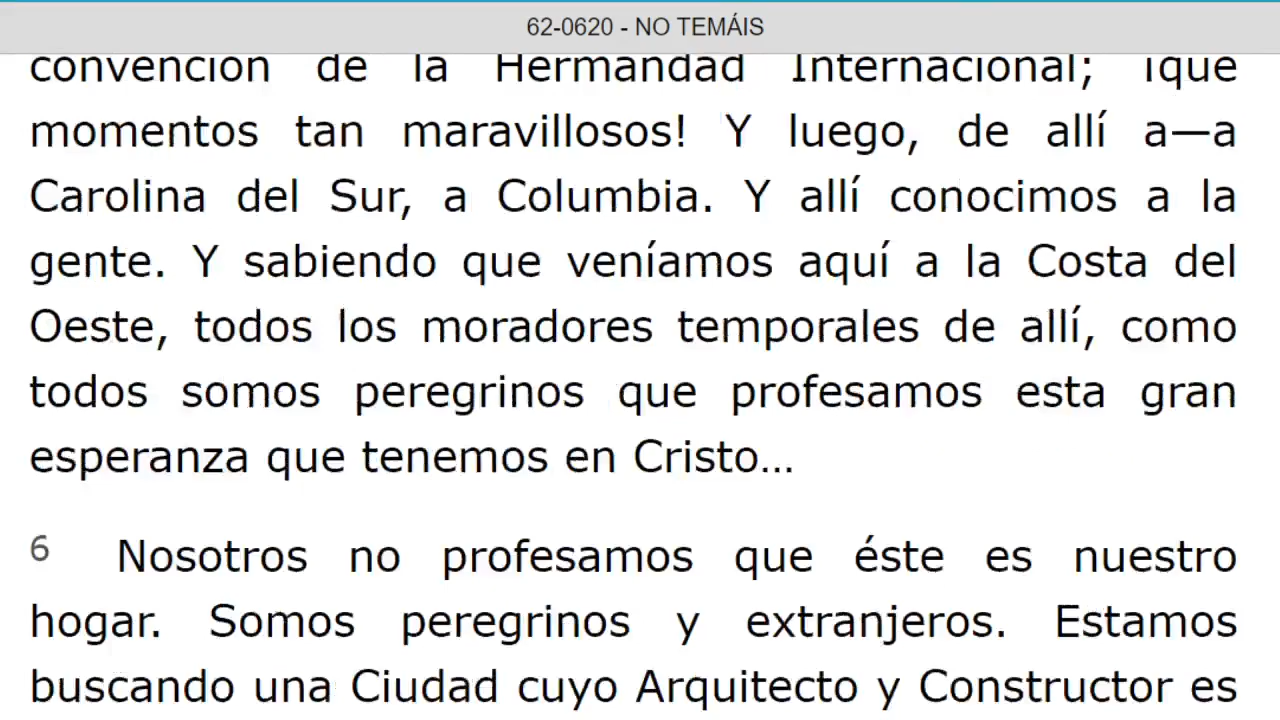 62-0620 - NO TEMÁIS
convención de la Hermandad Internacional; ¡qué
momentos tan maravillosos! Y luego, de allí a—a
Carolina del Sur, a Columbia. Y allí conocimos a la
gente. Y sabiendo que veníamos aquí a la Costa del
Oeste, todos los moradores temporales de allí, como
todos somos peregrinos que profesamos esta gran
esperanza que tenemos en Cristo…
6 Nosotros no profesamos que éste es nuestro
hogar. Somos peregrinos y extranjeros. Estamos
buscando una Ciudad cuyo Arquitecto y Constructor es